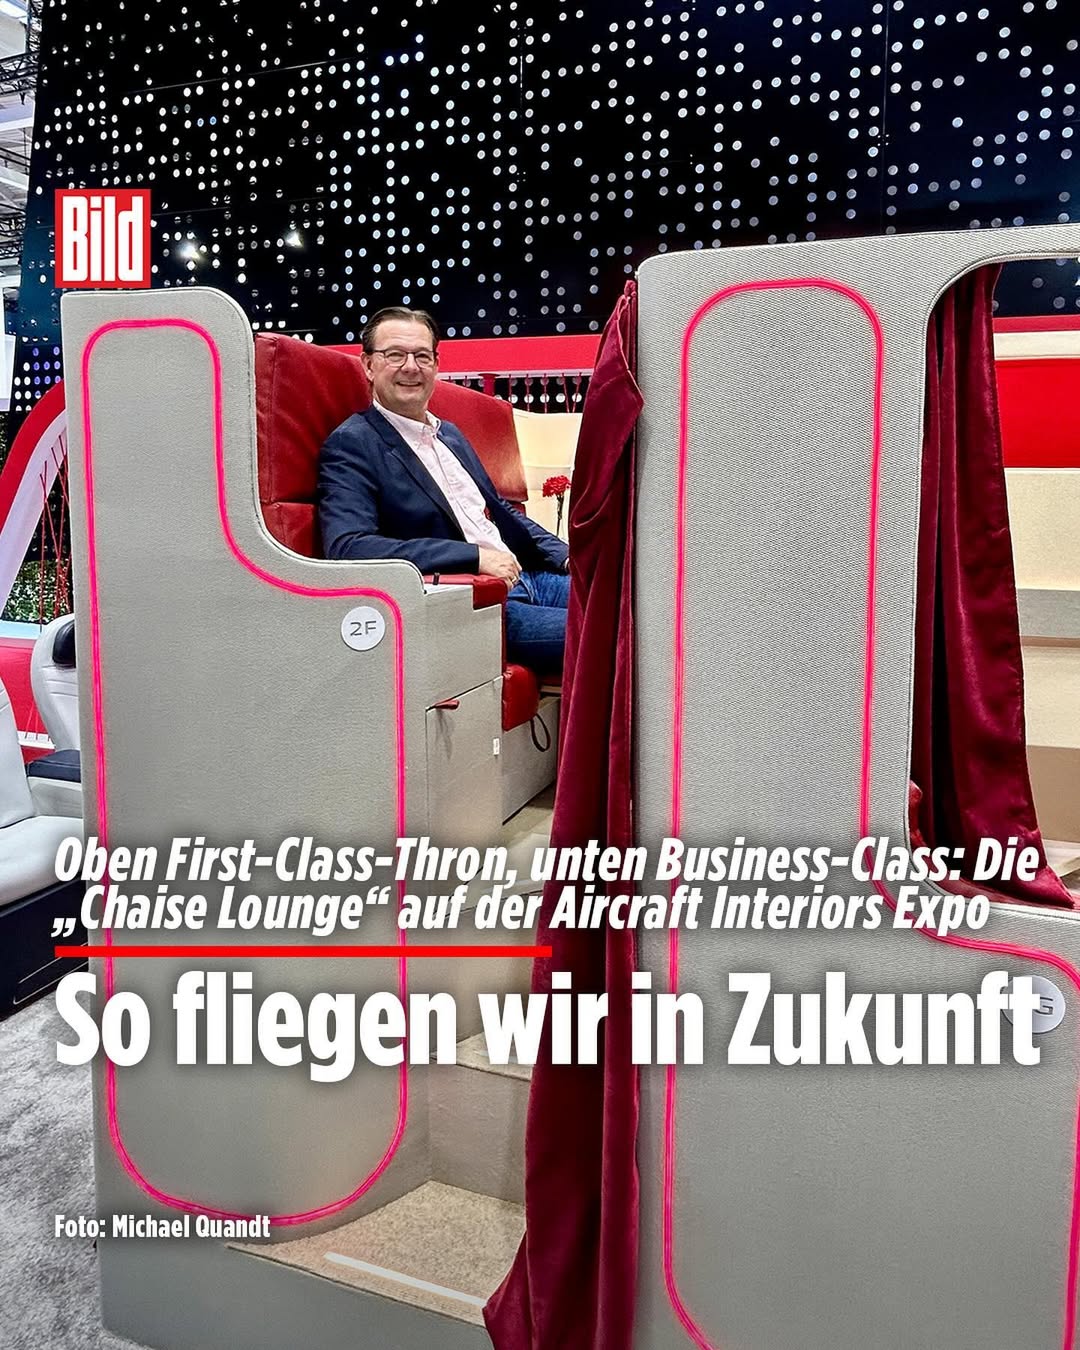 Bild
2F
Oben First-Class-Thron, unten Business-Class: Die
„Chaise Lounge“ auf der Aircraft Interiors Expo
So fliegen wir in Zukunft
G
Foto: Michael Quandt